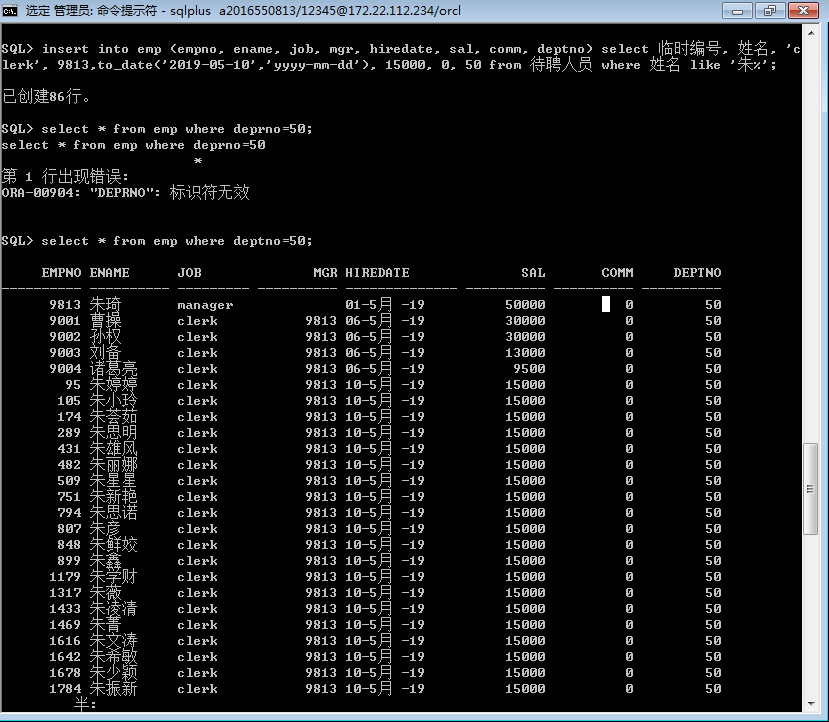 选定 管理员: 命令提示符 - sqlplus  a2016550813/12345@172.22.112.234/orcl
SQL> insert into emp (empno, ename, job, mgr, hiredate, sal, comm, deptno) select 临时编号, 姓名, 'c
lerk', 9813,to_date('2019-05-10','yyyy-mm-dd'), 15000, 0, 50 from 待聘人员 where 姓名 like '朱%';
已创建86行。
SQL> select * from emp where deprno=50;
select * from emp where deprno=50
*
第 1 行出现错误:
ORA-00904: "DEPRNO": 标识符无效
SQL> select * from emp where deptno=50;
EMPNO ENAME JOB MGR HIREDATE SAL COMM DEPTNO
---------- ---------- --------- ---------- -------------- ---------- ---------- ----------
9813 朱琦 manager 01-5月 -19 50000 0 50
9001 曹操 clerk 9813 06-5月 -19 30000 0 50
9002 孙权 clerk 9813 06-5月 -19 30000 0 50
9003 刘备 clerk 9813 06-5月 -19 13000 0 50
9004 诸葛亮 clerk 9813 06-5月 -19 9500 0 50
95 朱婷婷 clerk 9813 10-5月 -19 15000 0 50
105 朱小玲 clerk 9813 10-5月 -19 15000 0 50
174 朱荟茹 clerk 9813 10-5月 -19 15000 0 50
289 朱思明 clerk 9813 10-5月 -19 15000 0 50
431 朱雄风 clerk 9813 10-5月 -19 15000 0 50
482 朱丽娜 clerk 9813 10-5月 -19 15000 0 50
509 朱星星 clerk 9813 10-5月 -19 15000 0 50
751 朱新艳 clerk 9813 10-5月 -19 15000 0 50
794 朱思诺 clerk 9813 10-5月 -19 15000 0 50
807 朱彦 clerk 9813 10-5月 -19 15000 0 50
848 朱鲜姣 clerk 9813 10-5月 -19 15000 0 50
899 朱鑫 clerk 9813 10-5月 -19 15000 0 50
1179 朱学财 clerk 9813 10-5月 -19 15000 0 50
1317 朱薇 clerk 9813 10-5月 -19 15000 0 50
1433 朱凌清 clerk 9813 10-5月 -19 15000 0 50
1469 朱菁 clerk 9813 10-5月 -19 15000 0 50
1616 朱文涛 clerk 9813 10-5月 -19 15000 0 50
1642 朱希敏 clerk 9813 10-5月 -19 15000 0 50
1678 朱少颖 clerk 9813 10-5月 -19 15000 0 50
1784 朱振新 clerk 9813 10-5月 -19 15000 0 50
半: